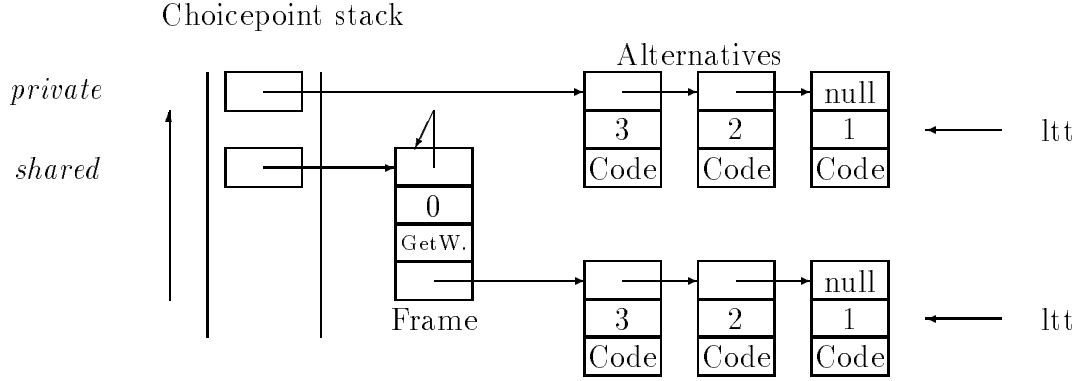 Choicepoint stack
Alternatives
private
null
3 2 1 ltt
shared
Code Code Code
0
GetW.
null
Frame
3 2 1 ltt
Code Code Code